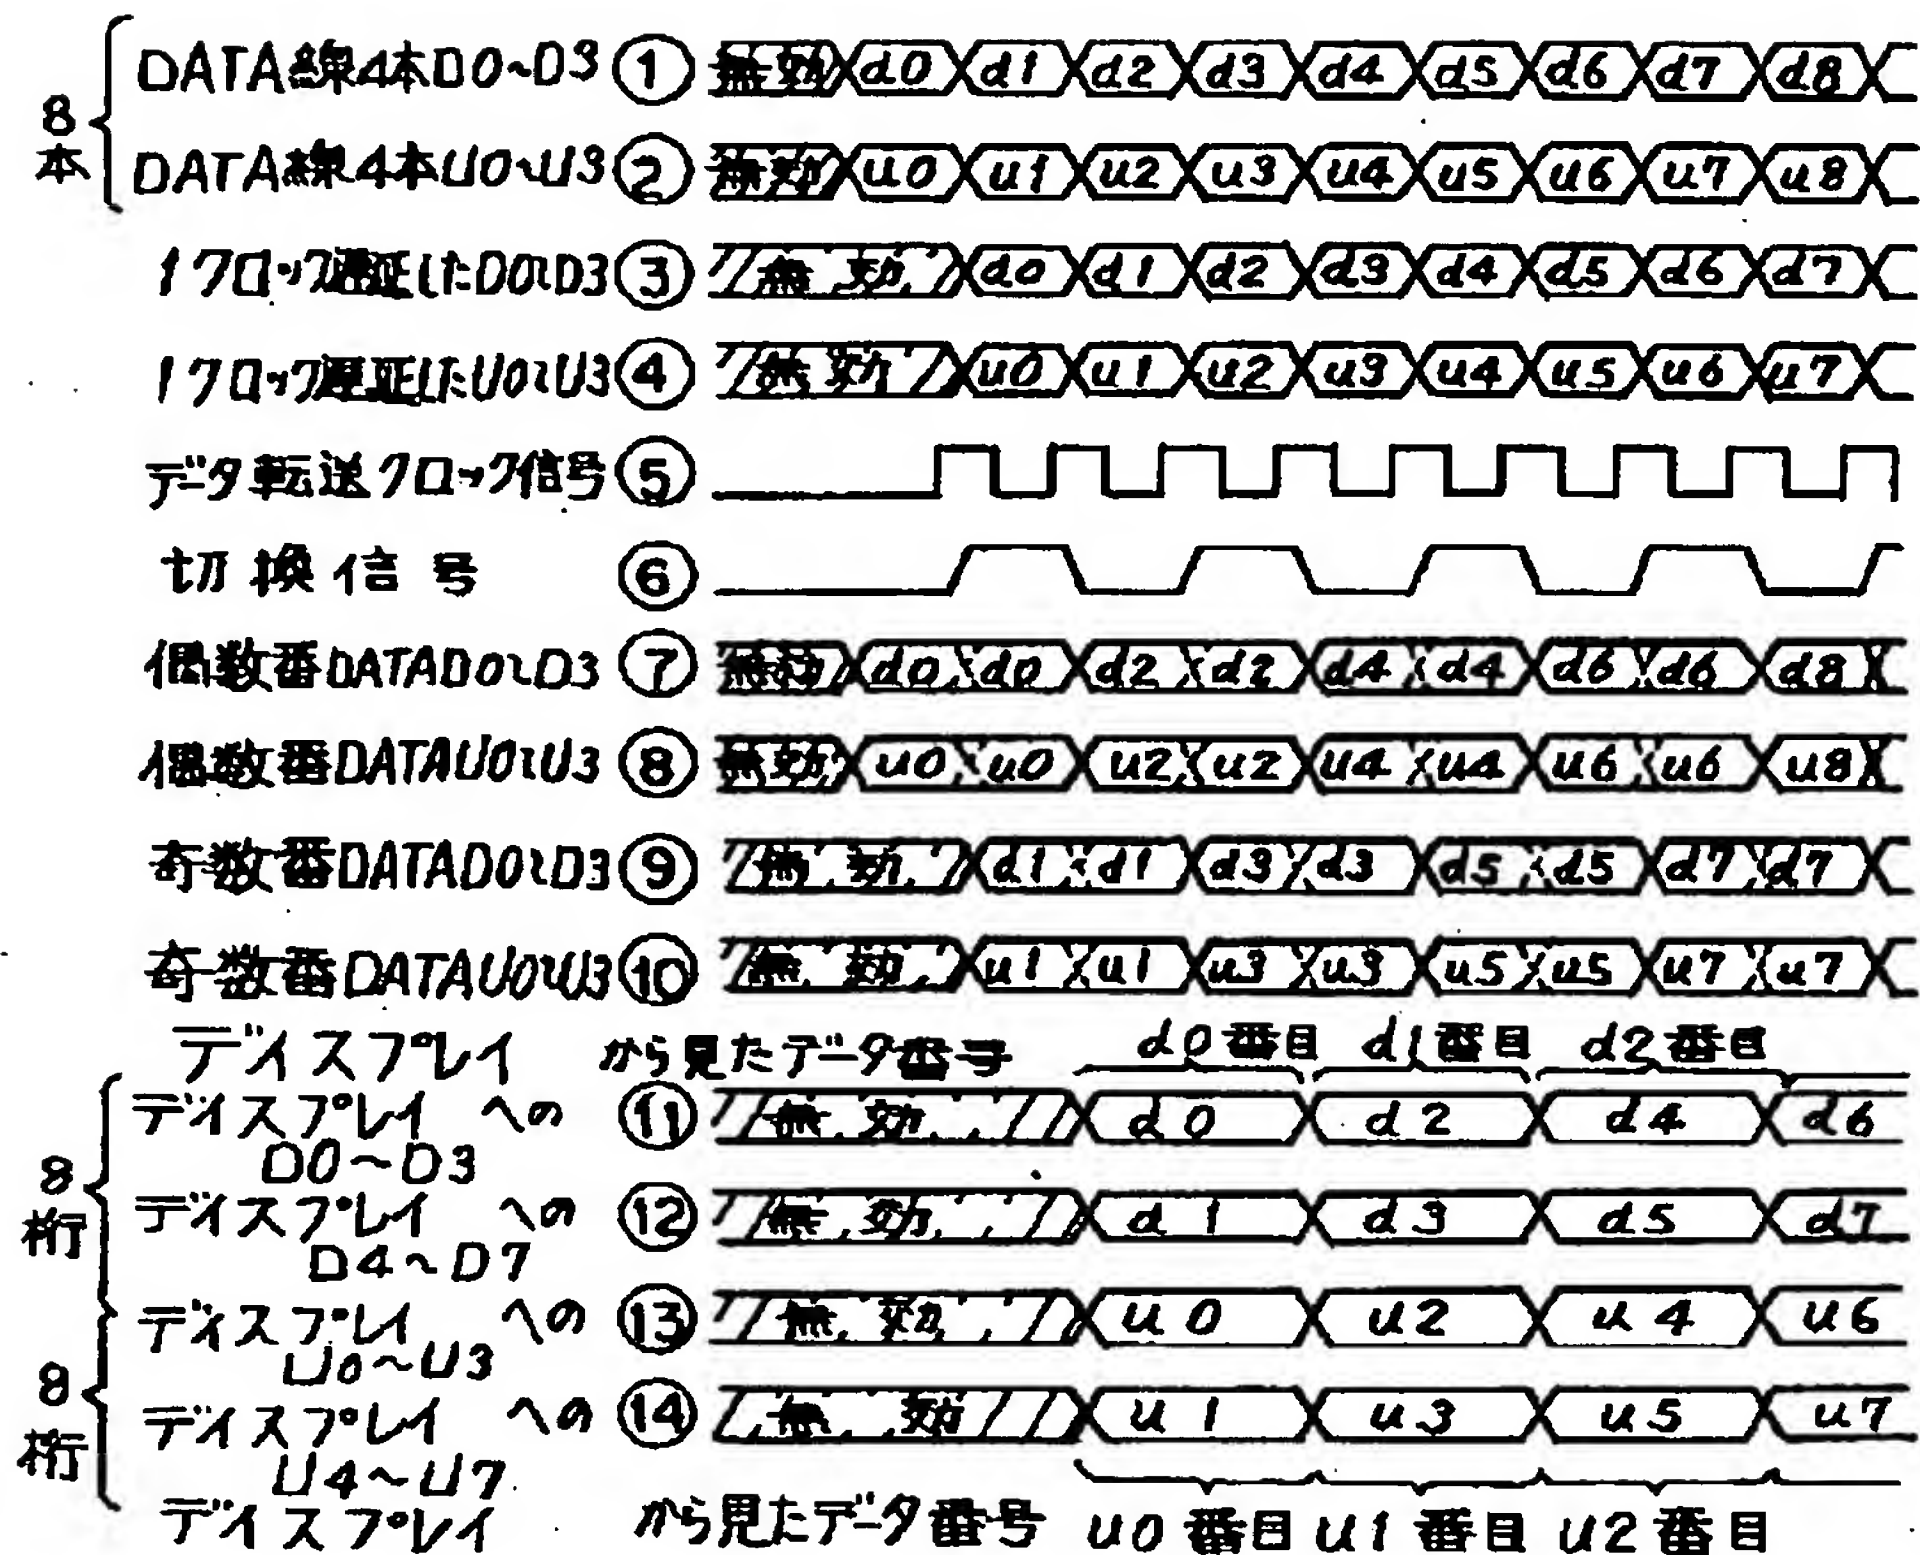 8本
DATA線4本D0~D3 ① 無効 d0 d1 d2 d3 d4 d5 d6 d7 d8
DATA線4本U0~U3 ② 無効 u0 u1 u2 u3 u4 u5 u6 u7 u8
1クロック遅延したD0~D3 ③ 無効 d0 d1 d2 d3 d4 d5 d6 d7
1クロック遅延したU0~U3 ④ 無効 u0 u1 u2 u3 u4 u5 u6 u7
データ転送クロック信号 ⑤
切換信号 ⑥
偶数番DATAD0~D3 ⑦ 無効 d0 d0 d2 d2 d4 d4 d6 d6 d8
偶数番DATAU0~U3 ⑧ 無効 u0 u0 u2 u2 u4 u4 u6 u6 u8
奇数番DATAD0~D3 ⑨ 無効 d1 d1 d3 d3 d5 d5 d7 d7
奇数番DATAU0~U3 ⑩ 無効 u1 u1 u3 u3 u5 u5 u7 u7
ディスプレイ から見たデータ番号 d0番目 d1番目 d2番目
8桁
ディスプレイ への ⑪ 無効 d0 d2 d4 d6
D0~D3
ディスプレイ への ⑫ 無効 d1 d3 d5 d7
D4~D7
8桁
ディスプレイ への ⑬ 無効 u0 u2 u4 u6
U0~U3
ディスプレイ への ⑭ 無効 u1 u3 u5 u7
U4~U7
ディスプレイ から見たデータ番号 u0番目 u1番目 u2番目